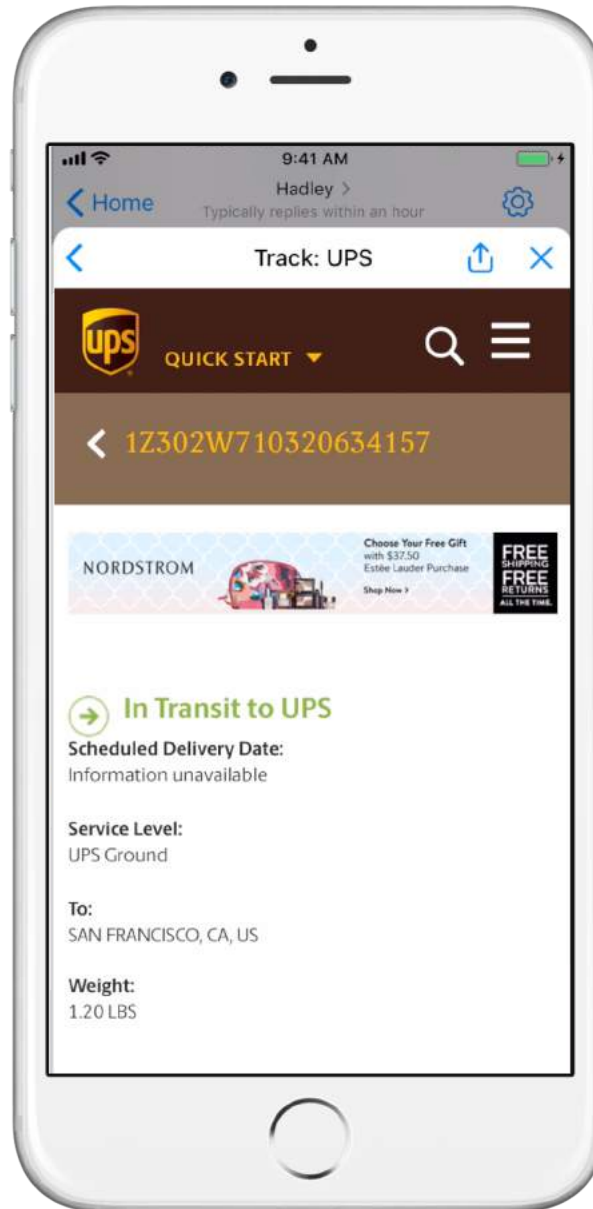 9:41 AM
Home
Hadley >
Typically replies within an hour
Track: UPS
ups
QUICK START
1Z302W710320634157
NORDSTROM
Choose Your Free Gift
with $37.50
Estée Lauder Purchase
Shop Now >
FREE
SHIPPING
FREE
RETURNS
ALL THE TIME.
In Transit to UPS
Scheduled Delivery Date:
Information unavailable
Service Level:
UPS Ground
To:
SAN FRANCISCO, CA, US
Weight:
1.20 LBS